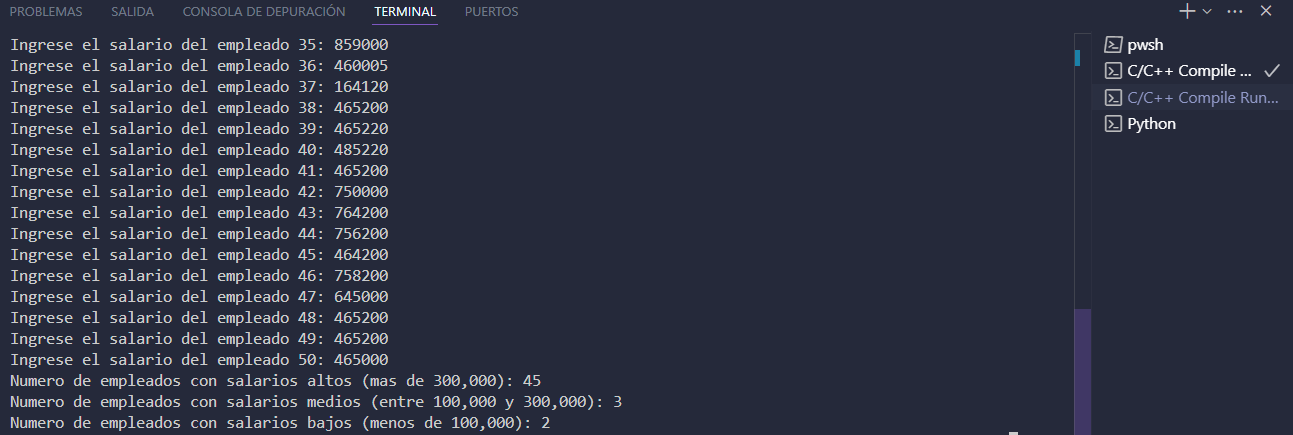 PROBLEMAS SALIDA CONSOLA DE DEPURACIÓN TERMINAL PUERTOS
Ingrese el salario del empleado 35: 859000
Ingrese el salario del empleado 36: 460005
Ingrese el salario del empleado 37: 164120
Ingrese el salario del empleado 38: 465200
Ingrese el salario del empleado 39: 465220
Ingrese el salario del empleado 40: 485220
Ingrese el salario del empleado 41: 465200
Ingrese el salario del empleado 42: 750000
Ingrese el salario del empleado 43: 764200
Ingrese el salario del empleado 44: 756200
Ingrese el salario del empleado 45: 464200
Ingrese el salario del empleado 46: 758200
Ingrese el salario del empleado 47: 645000
Ingrese el salario del empleado 48: 465200
Ingrese el salario del empleado 49: 465200
Ingrese el salario del empleado 50: 465000
Numero de empleados con salarios altos (mas de 300,000): 45
Numero de empleados con salarios medios (entre 100,000 y 300,000): 3
Numero de empleados con salarios bajos (menos de 100,000): 2
pwsh
C/C++ Compile ...
C/C++ Compile Run...
Python